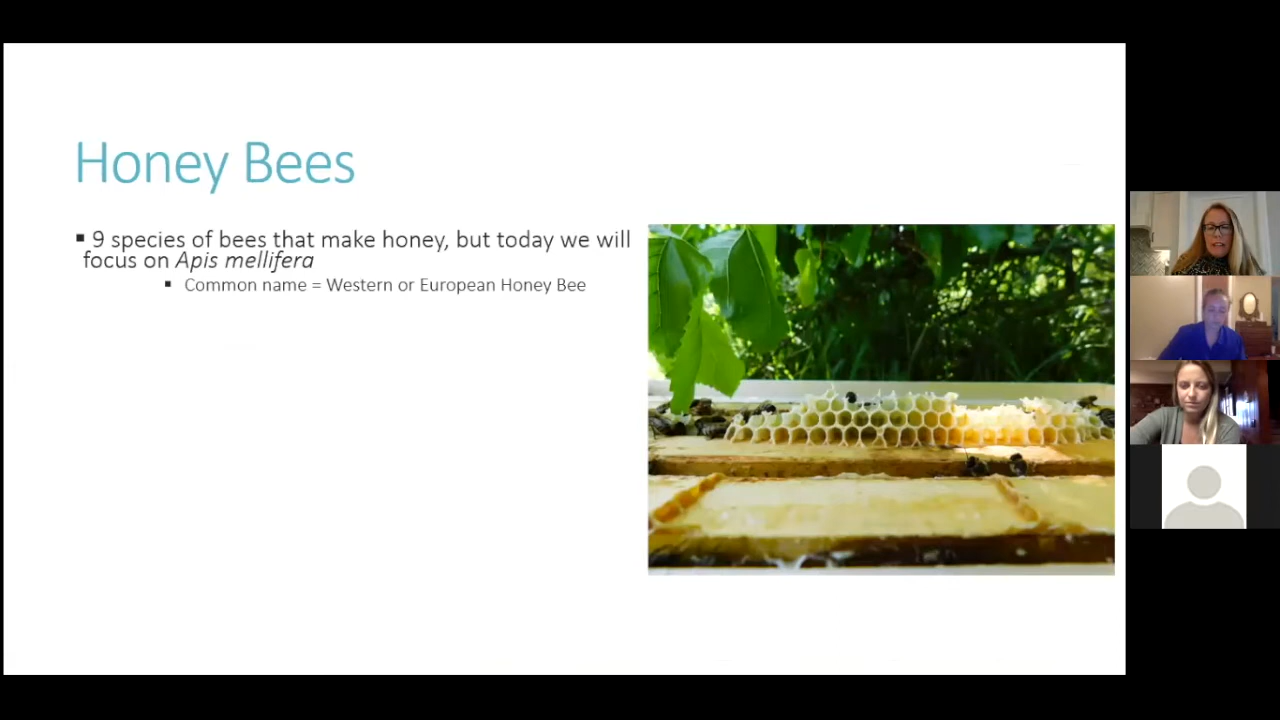 Honey Bees
▪ 9 species of bees that make honey, but today we will
focus on Apis mellifera
▪ Common name = Western or European Honey Bee